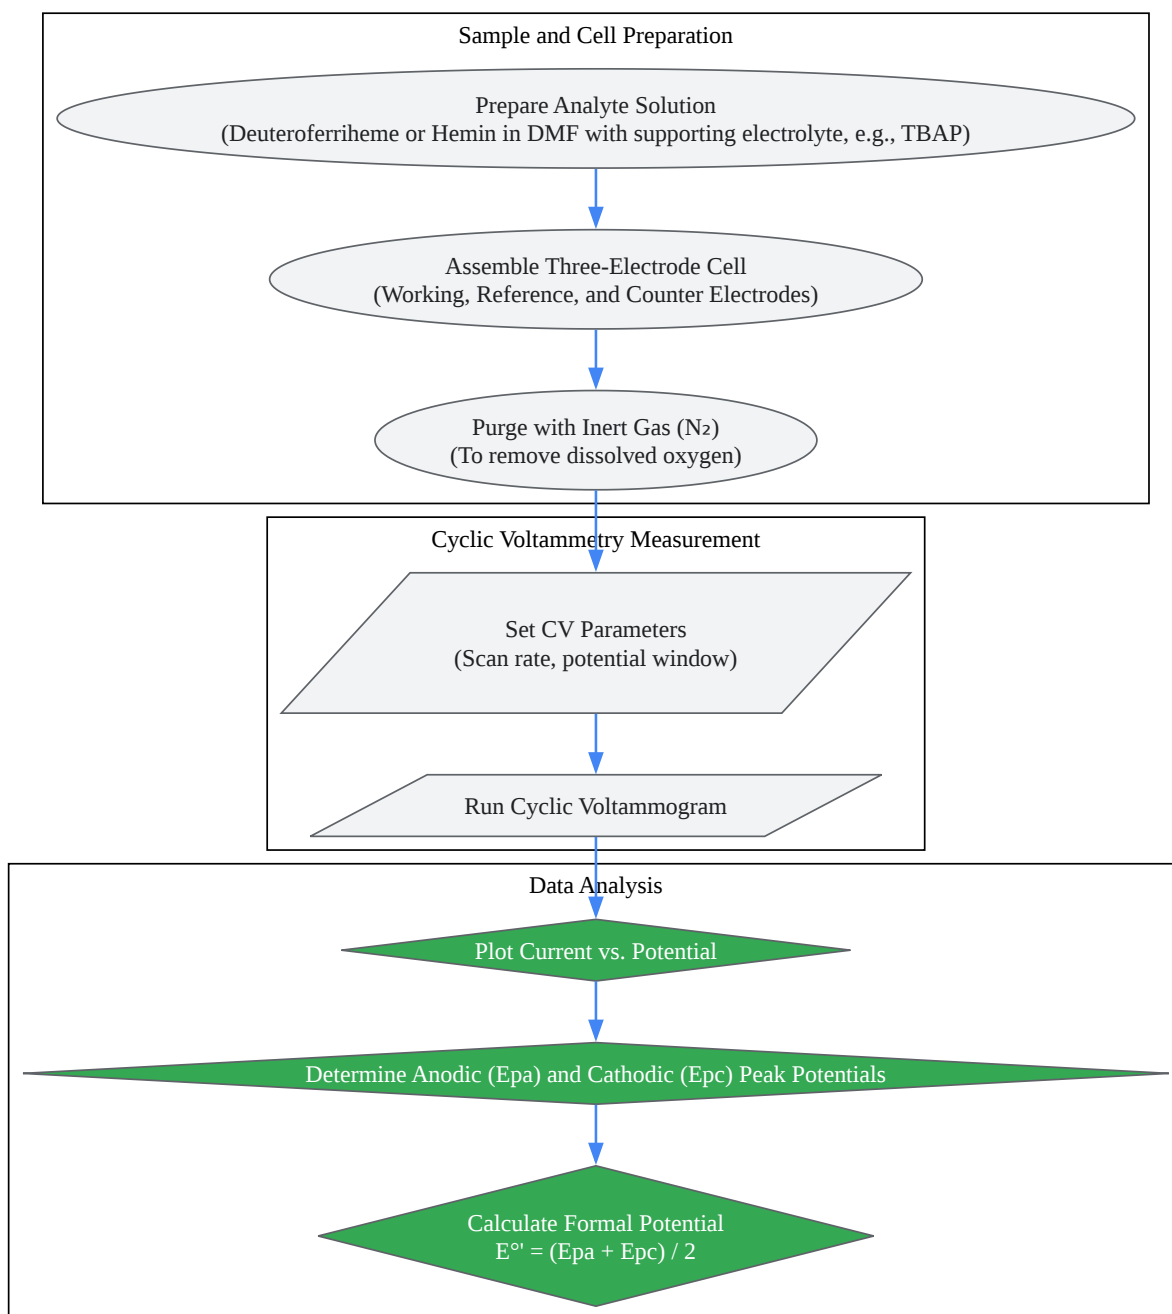 Sample and Cell Preparation
Prepare Analyte Solution
(Deuteroferriheme or Hemin in DMF with supporting electrolyte, e.g., TBAP)
Assemble Three-Electrode Cell
(Working, Reference, and Counter Electrodes)
Purge with Inert Gas (N₂)
(To remove dissolved oxygen)
Cyclic Voltammetry Measurement
Set CV Parameters
(Scan rate, potential window)
Run Cyclic Voltammogram
Data Analysis
Plot Current vs. Potential
Determine Anodic (Epa) and Cathodic (Epc) Peak Potentials
Calculate Formal Potential
E°' = (Epa + Epc) / 2